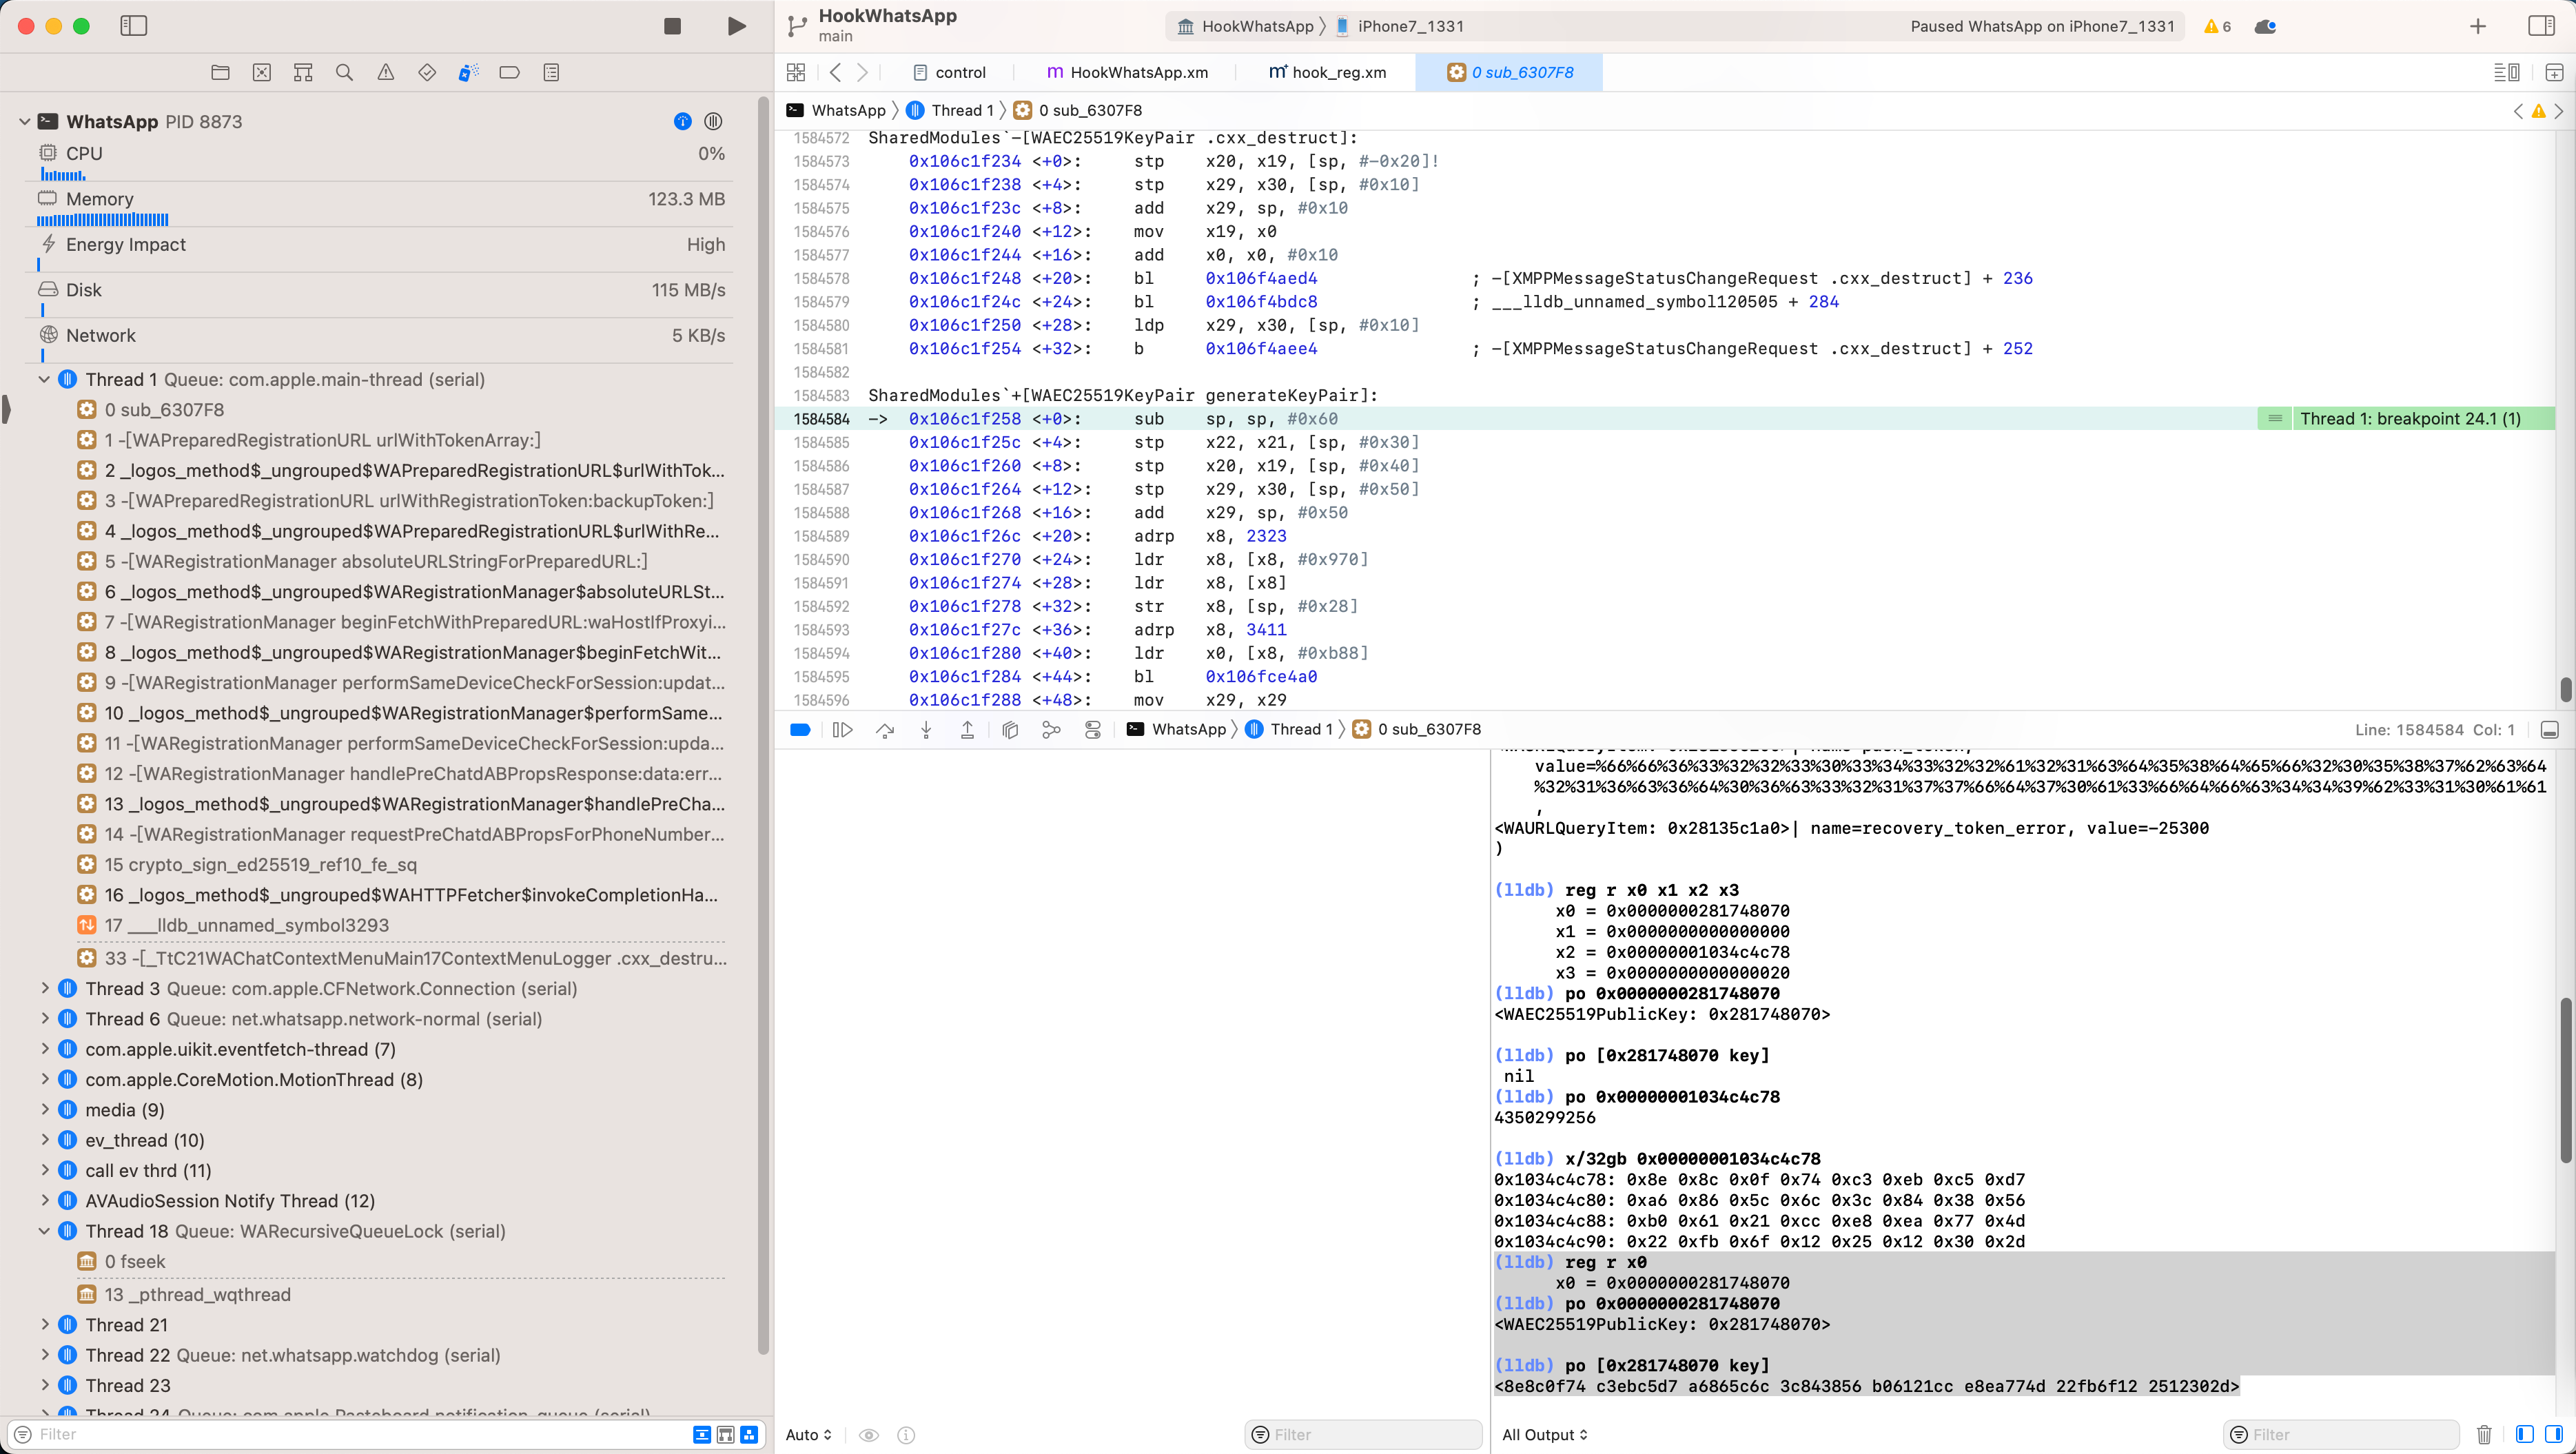 HookWhatsApp
main
HookWhatsApp 〉 iPhone7_1331
Paused WhatsApp on iPhone7_1331
6
WhatsApp PID 8873
CPU 0%
Memory 123.3 MB
Energy Impact High
Disk 115 MB/s
Network 5 KB/s
Thread 1 Queue: com.apple.main-thread (serial)
0 sub_6307F8
1 -[WAPreparedRegistrationURL urlWithTokenArray:]
2 _logos_method$_ungrouped$WAPreparedRegistrationURL$urlWithTok...
3 -[WAPreparedRegistrationURL urlWithRegistrationToken:backupToken:]
4 _logos_method$_ungrouped$WAPreparedRegistrationURL$urlWithRe...
5 -[WARegistrationManager absoluteURLStringForPreparedURL:]
6 _logos_method$_ungrouped$WARegistrationManager$absoluteURLSt...
7 -[WARegistrationManager beginFetchWithPreparedURL:waHostIfProxyi...
8 _logos_method$_ungrouped$WARegistrationManager$beginFetchWit...
9 -[WARegistrationManager performSameDeviceCheckForSession:updat...
10 _logos_method$_ungrouped$WARegistrationManager$performSame...
11 -[WARegistrationManager performSameDeviceCheckForSession:upda...
12 -[WARegistrationManager handlePreChatdABPropsResponse:data:err...
13 _logos_method$_ungrouped$WARegistrationManager$handlePreCha...
14 -[WARegistrationManager requestPreChatdABPropsForPhoneNumber...
15 crypto_sign_ed25519_ref10_fe_sq
16 _logos_method$_ungrouped$WAHTTPFetcher$invokeCompletionHa...
17 ___lldb_unnamed_symbol3293
33 -[_TtC21WAChatContextMenuMain17ContextMenuLogger .cxx_destru...
Thread 3 Queue: com.apple.CFNetwork.Connection (serial)
Thread 6 Queue: net.whatsapp.network-normal (serial)
com.apple.uikit.eventfetch-thread (7)
com.apple.CoreMotion.MotionThread (8)
media (9)
ev_thread (10)
call ev thrd (11)
AVAudioSession Notify Thread (12)
Thread 18 Queue: WARecursiveQueueLock (serial)
0 fseek
13 _pthread_wqthread
Thread 21
Thread 22 Queue: net.whatsapp.watchdog (serial)
Thread 23
Thread 24 Queue: com.apple.Pasteboard.notification-queue (serial)
Filter
control
HookWhatsApp.xm
hook_reg.xm
0 sub_6307F8
WhatsApp 〉 Thread 1 〉 0 sub_6307F8
1584572 SharedModules`-[WAEC25519KeyPair .cxx_destruct]:
1584573 0x106c1f234 <+0>: stp x20, x19, [sp, #-0x20]!
1584574 0x106c1f238 <+4>: stp x29, x30, [sp, #0x10]
1584575 0x106c1f23c <+8>: add x29, sp, #0x10
1584576 0x106c1f240 <+12>: mov x19, x0
1584577 0x106c1f244 <+16>: add x0, x0, #0x10
1584578 0x106c1f248 <+20>: bl 0x106f4aed4 ; -[XMPPMessageStatusChangeRequest .cxx_destruct] + 236
1584579 0x106c1f24c <+24>: bl 0x106f4bdc8 ; ___lldb_unnamed_symbol120505 + 284
1584580 0x106c1f250 <+28>: ldp x29, x30, [sp, #0x10]
1584581 0x106c1f254 <+32>: b 0x106f4aee4 ; -[XMPPMessageStatusChangeRequest .cxx_destruct] + 252
1584582
1584583 SharedModules`+[WAEC25519KeyPair generateKeyPair]:
1584584 -> 0x106c1f258 <+0>: sub sp, sp, #0x60 Thread 1: breakpoint 24.1 (1)
1584585 0x106c1f25c <+4>: stp x22, x21, [sp, #0x30]
1584586 0x106c1f260 <+8>: stp x20, x19, [sp, #0x40]
1584587 0x106c1f264 <+12>: stp x29, x30, [sp, #0x50]
1584588 0x106c1f268 <+16>: add x29, sp, #0x50
1584589 0x106c1f26c <+20>: adrp x8, 2323
1584590 0x106c1f270 <+24>: ldr x8, [x8, #0x970]
1584591 0x106c1f274 <+28>: ldr x8, [x8]
1584592 0x106c1f278 <+32>: str x8, [sp, #0x28]
1584593 0x106c1f27c <+36>: adrp x8, 3411
1584594 0x106c1f280 <+40>: ldr x0, [x8, #0xb88]
1584595 0x106c1f284 <+44>: bl 0x106fce4a0
1584596 0x106c1f288 <+48>: mov x29, x29
WhatsApp 〉 Thread 1 〉 0 sub_6307F8
Line: 1584584 Col: 1
value=%66%66%36%33%32%32%33%30%33%34%33%32%32%61%32%31%63%64%35%38%64%65%66%32%30%35%38%37%62%63%64
%32%31%36%63%36%64%30%36%63%33%32%31%37%37%66%64%37%30%61%33%66%64%66%63%34%34%39%62%33%31%30%61%61
,
<WAURLQueryItem: 0x28135c1a0>| name=recovery_token_error, value=-25300
)
(lldb) reg r x0 x1 x2 x3
x0 = 0x0000000281748070
x1 = 0x0000000000000000
x2 = 0x00000001034c4c78
x3 = 0x0000000000000020
(lldb) po 0x0000000281748070
<WAEC25519PublicKey: 0x281748070>
(lldb) po [0x281748070 key]
nil
(lldb) po 0x00000001034c4c78
4350299256
(lldb) x/32gb 0x00000001034c4c78
0x1034c4c78: 0x8e 0x8c 0x0f 0x74 0xc3 0xeb 0xc5 0xd7
0x1034c4c80: 0xa6 0x86 0x5c 0x6c 0x3c 0x84 0x38 0x56
0x1034c4c88: 0xb0 0x61 0x21 0xcc 0xe8 0xea 0x77 0x4d
0x1034c4c90: 0x22 0xfb 0x6f 0x12 0x25 0x12 0x30 0x2d
(lldb) reg r x0
x0 = 0x0000000281748070
(lldb) po 0x0000000281748070
<WAEC25519PublicKey: 0x281748070>
(lldb) po [0x281748070 key]
<8e8c0f74 c3ebc5d7 a6865c6c 3c843856 b06121cc e8ea774d 22fb6f12 2512302d>
Auto
Filter
All Output
Filter